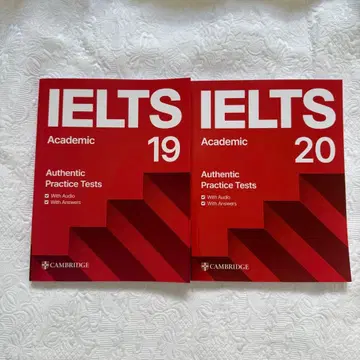 IELTS
Academic
19
Authentic
Practice Tests
With Audio
With Answers
CAMBRIDGE
IELTS
Academic
20
Authentic
Practice Tests
With Audio
With Answers
CAMBRIDGE